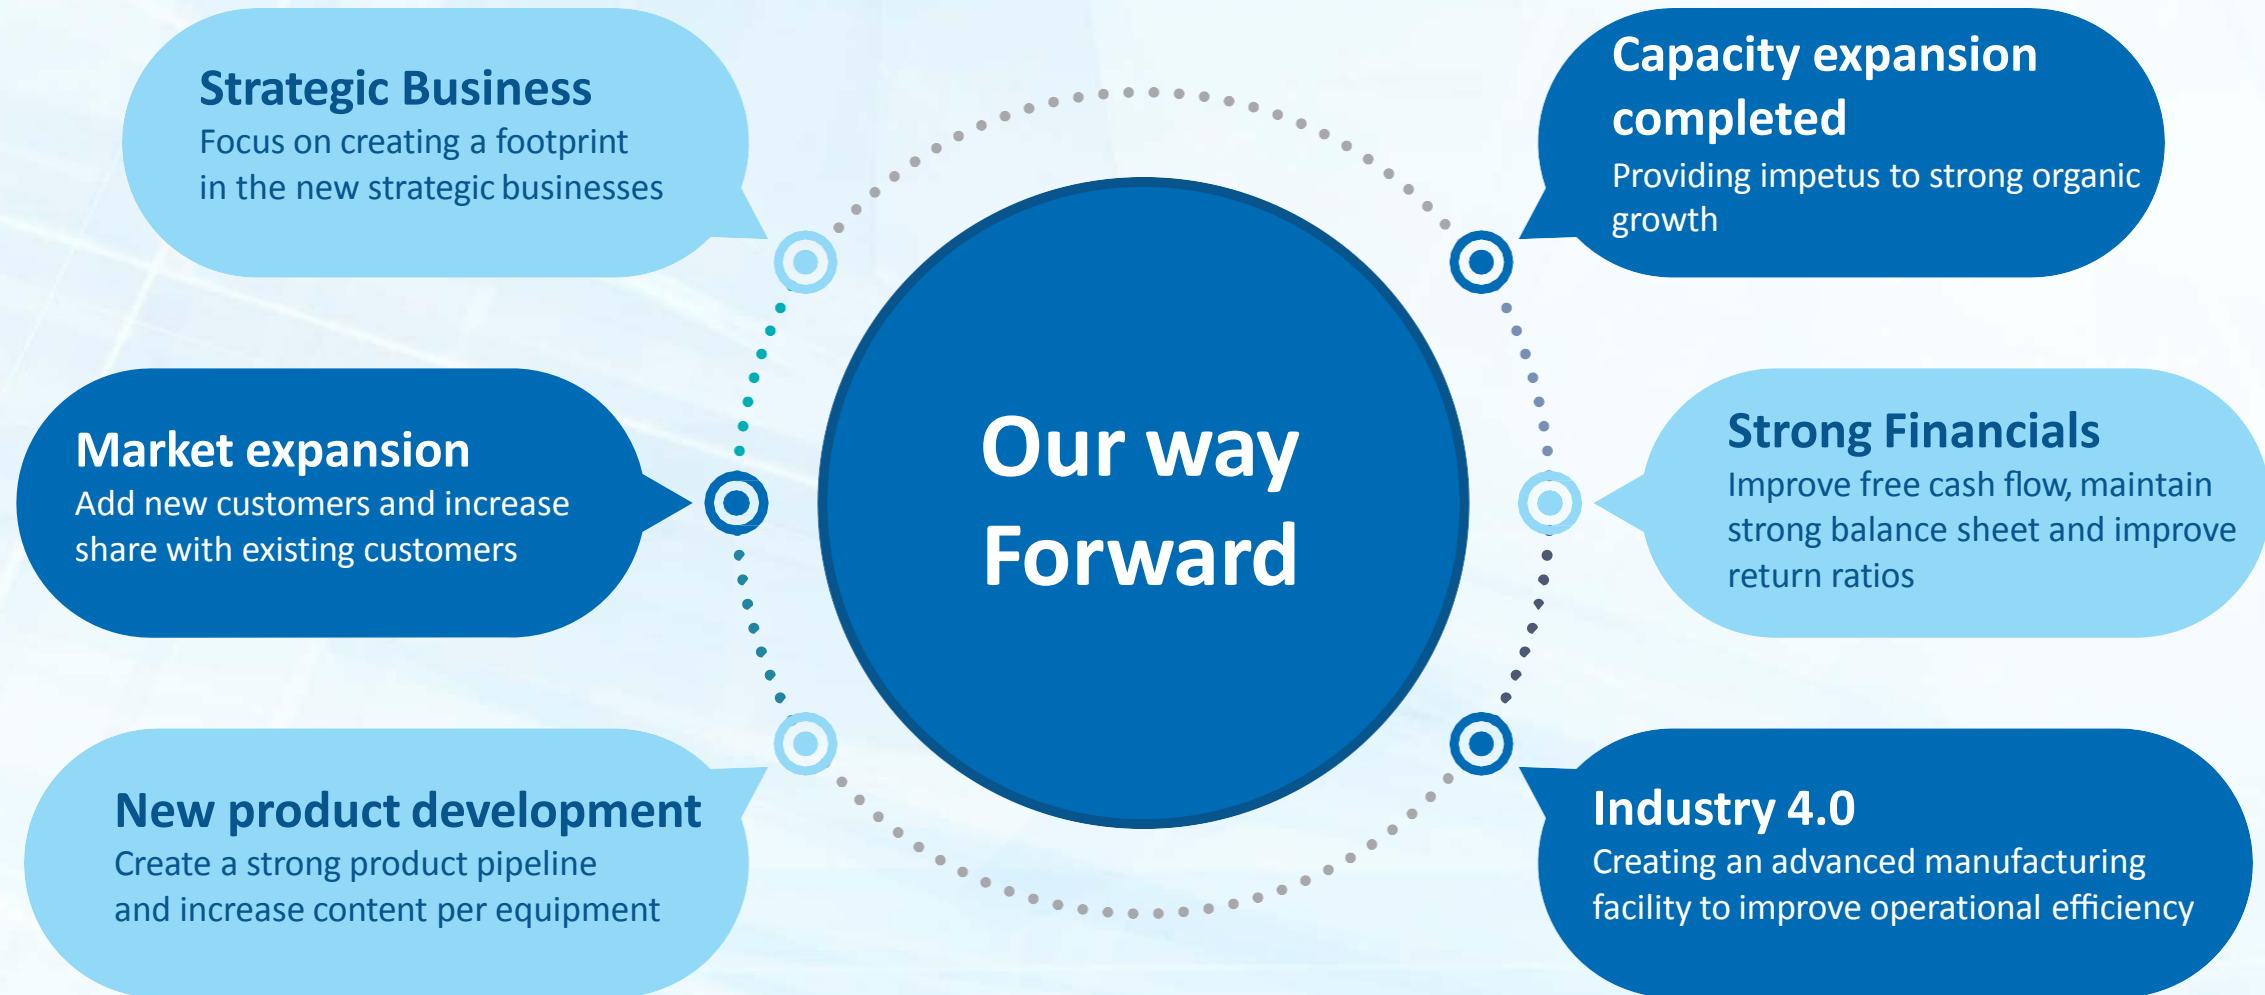 Strategic Business
Focus on creating a footprint
in the new strategic businesses
Market expansion
Add new customers and increase
share with existing customers
New product development
Create a strong product pipeline
and increase content per equipment
Our way
Forward
Capacity expansion
completed
Providing impetus to strong organic
growth
Strong Financials
Improve free cash flow, maintain
strong balance sheet and improve
return ratios
Industry 4.0
Creating an advanced manufacturing
facility to improve operational efficiency